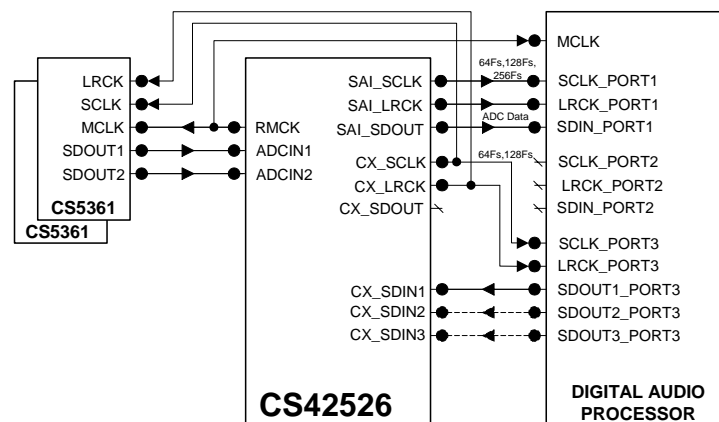 LRCK
SCLK
MCLK
SDOUT1
SDOUT2
CS5361
CS5361
RMCK
ADCIN1
ADCIN2
SAI_SCLK
SAI_LRCK
SAI_SDOUT
CX_SCLK
CX_LRCK
CX_SDOUT
CX_SDIN1
CX_SDIN2
CX_SDIN3
CS42526
64Fs,128Fs,
256Fs
ADC Data
64Fs,128Fs
MCLK
SCLK_PORT1
LRCK_PORT1
SDIN_PORT1
SCLK_PORT2
LRCK_PORT2
SDIN_PORT2
SCLK_PORT3
LRCK_PORT3
SDOUT1_PORT3
SDOUT2_PORT3
SDOUT3_PORT3
DIGITAL AUDIO
PROCESSOR